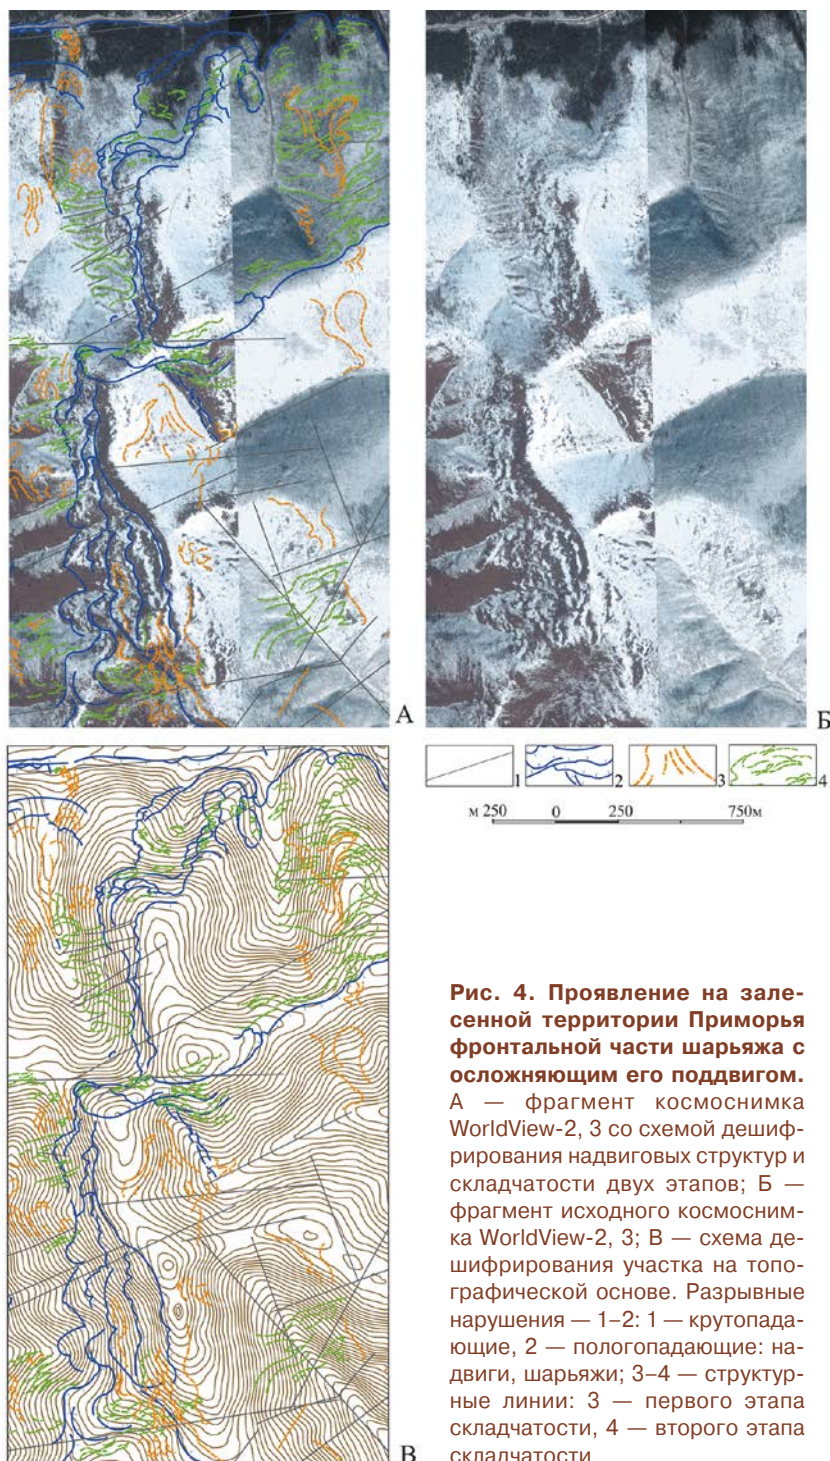 А
Б
1
2
3
4
м 250
0
250
750м
В
Рис. 4. Проявление на зале-
сенной территории Приморья
фронтальной части шарьяжа с
осложняющим его поддвигом.
А — фрагмент космоснимка
WorldView-2, 3 со схемой дешиф-
рирования надвиговых структур и
складчатости двух этапов; Б —
фрагмент исходного космосним-
ка WorldView-2, 3; В — схема де-
шифрирования участка на топо-
графической основе. Разрывные
нарушения — 1–2: 1 — крутопада-
ющие, 2 — пологопадающие: на-
двиги, шарьяжи; 3–4 — структур-
ные линии: 3 — первого этапа
складчатости, 4 — второго этапа
складчатости